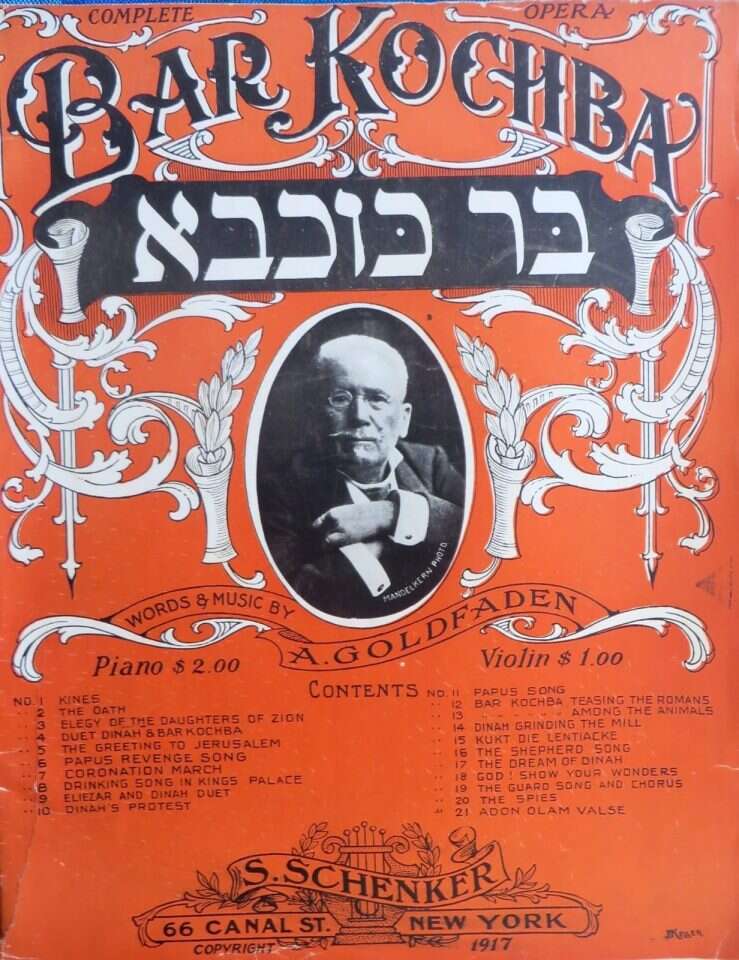 COMPLETE OPERA
BAR KOCHBA
בּר כּוכבא
MANDELKERN PHOTO
WORDS & MUSIC BY
A. GOLDFADEN
Piano $ 2.00
Violin $ 1.00
CONTENTS
NO. 1 KINES
" 2 THE OATH
" 3 ELEGY OF THE DAUGHTERS OF ZION
" 4 DUET DINAH & BAR KOCHBA
" 5 THE GREETING TO JERUSALEM
" 6 PAPUS REVENGE SONG
" 7 CORONATION MARCH
" 8 DRINKING SONG IN KINGS PALACE
" 9 ELIEZAR AND DINAH DUET
" 10 DINAH'S PROTEST
NO. 11 PAPUS SONG
" 12 BAR KOCHBA TEASING THE ROMANS
" 13 " " " AMONG THE ANIMALS
" 14 DINAH GRINDING THE MILL
" 15 KUKT DIE LENTIACKE
" 16 THE SHEPHERD SONG
" 17 THE DREAM OF DINAH
" 18 GOD! SHOW YOUR WONDERS
" 19 THE GUARD SONG AND CHORUS
" 20 THE SPIES
" 21 ADON OLAM VALSE
S. SCHENKER
66 CANAL ST. NEW YORK
COPYRIGHT 1917